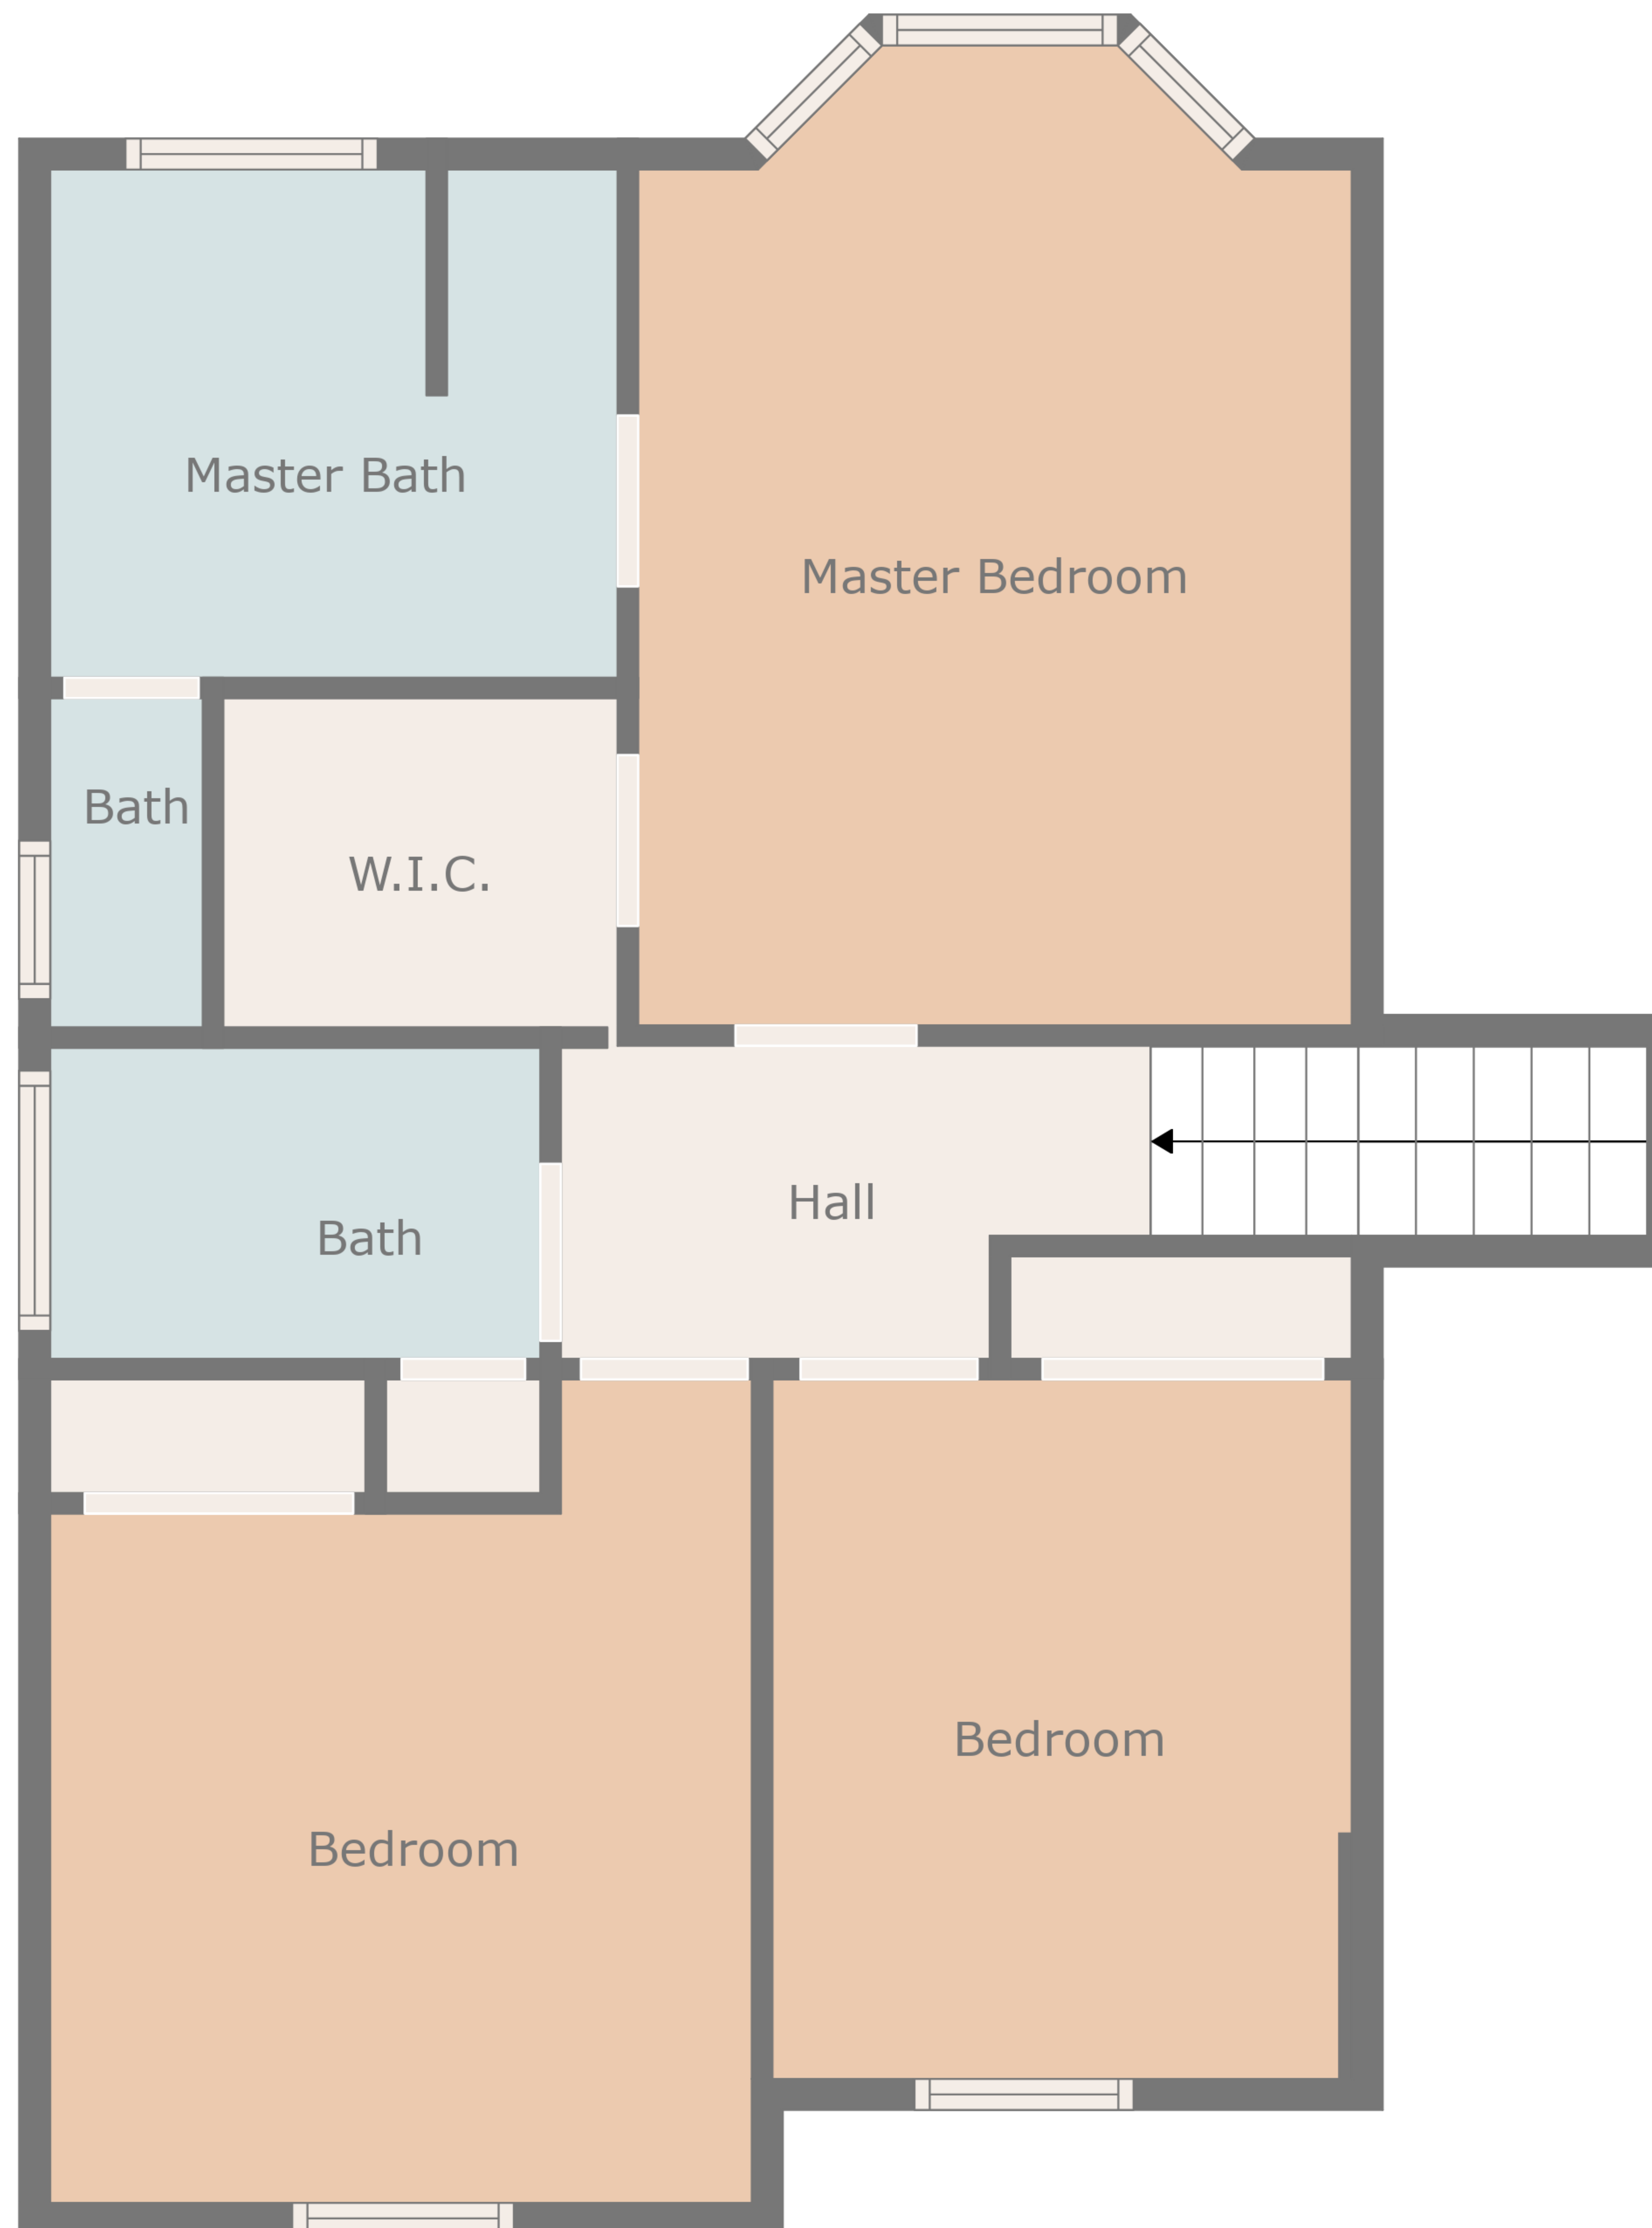 Master Bath
Master Bedroom
Bath
W.I.C.
Hall
Bath
Bedroom
Bedroom